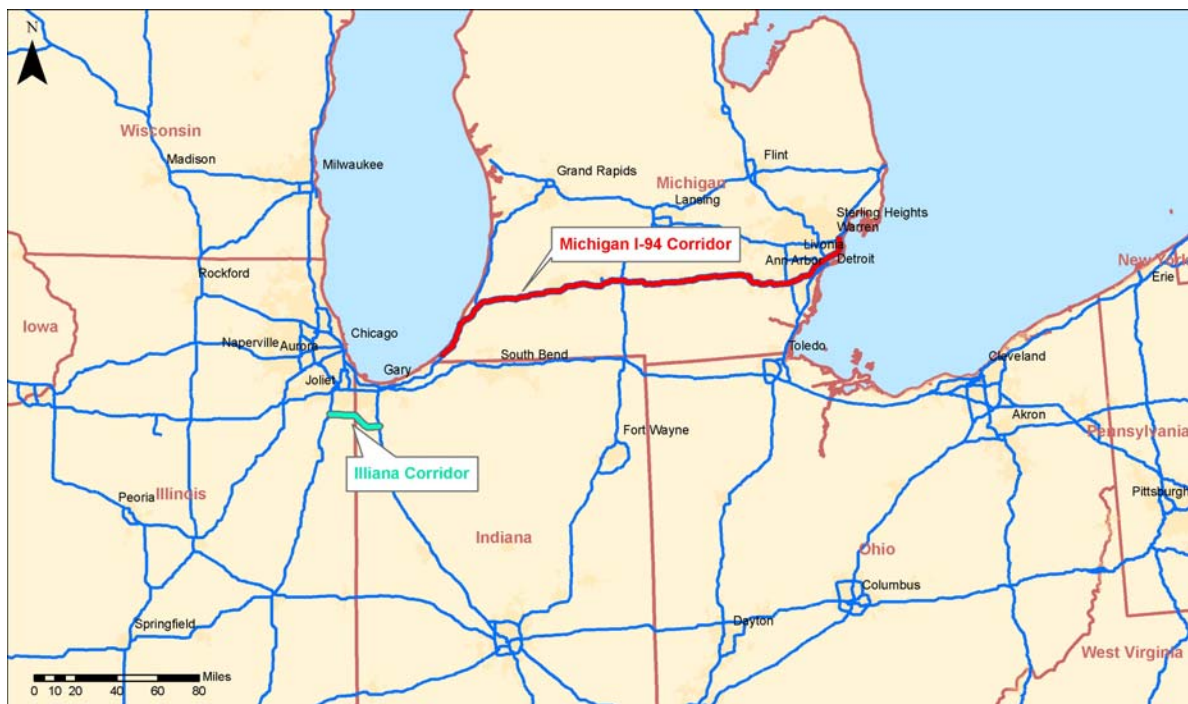 N
Wisconsin
Madison
Milwaukee
Grand Rapids
Michigan
Lansing
Flint
Sterling Heights
Warren
Livonia
Ann Arbor
Detroit
Michigan I-94 Corridor
New York
Erie
Rockford
Iowa
Chicago
Naperville
Aurora
Joliet
Gary
South Bend
Toledo
Cleveland
Akron
Pennsylvania
Pittsburgh
Fort Wayne
Illiana Corridor
Peoria
Illinois
Indiana
Ohio
Columbus
Dayton
Springfield
West Virginia
Miles
0 10 20 40 60 80